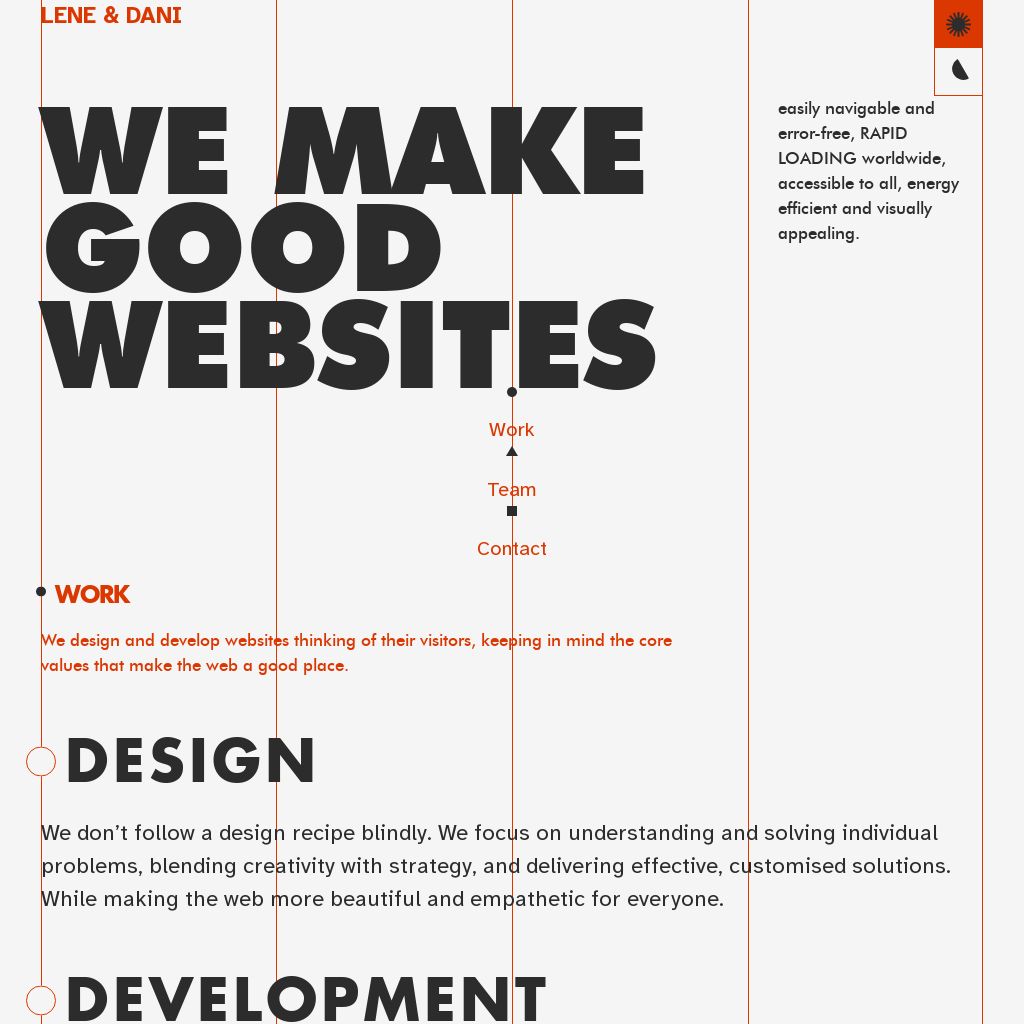 LENE & DANI
WE MAKE
GOOD
WEBSITES
easily navigable and
error-free, RAPID
LOADING worldwide,
accessible to all, energy
efficient and visually
appealing.
Work
Team
Contact
WORK
We design and develop websites thinking of their visitors, keeping in mind the core
values that make the web a good place.
DESIGN
We don’t follow a design recipe blindly. We focus on understanding and solving individual
problems, blending creativity with strategy, and delivering effective, customised solutions.
While making the web more beautiful and empathetic for everyone.
DEVELOPMENT